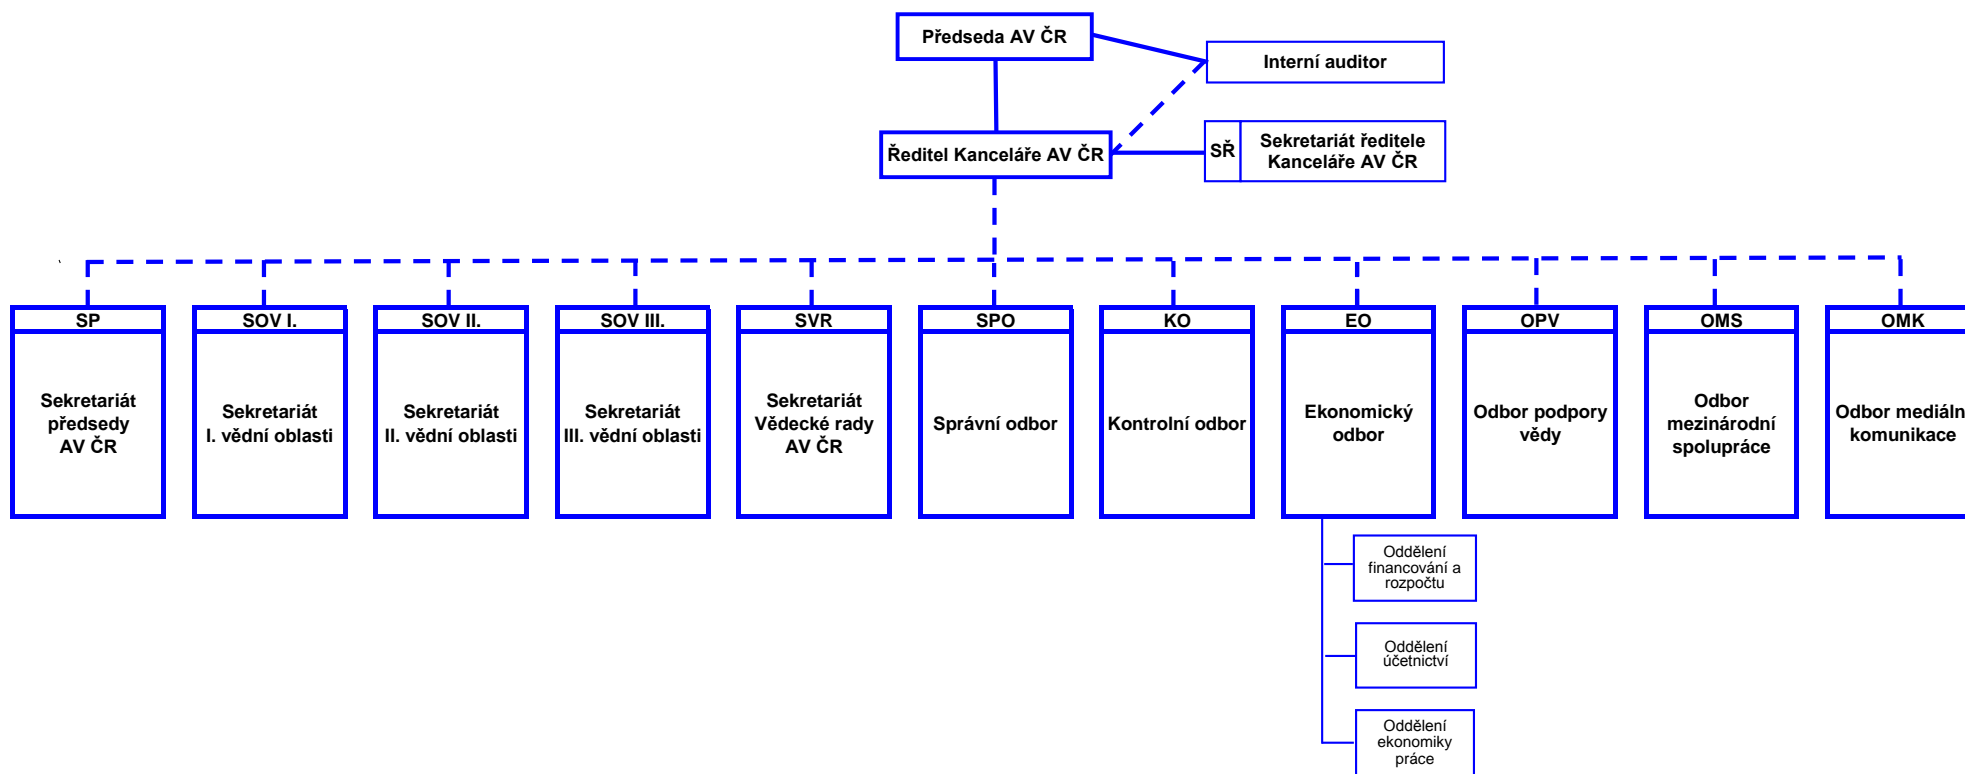 Předseda AV ČR
Interní auditor
Ředitel Kanceláře AV ČR
SŘ
Sekretariát ředitele
Kanceláře AV ČR
SP
SOV I.
SOV II.
SOV III.
SVR
SPO
KO
EO
OPV
OMS
OMK
Sekretariát
předsedy
AV ČR
Sekretariát
I. vědní oblasti
Sekretariát
II. vědní oblasti
Sekretariát
III. vědní oblasti
Sekretariát
Vědecké rady
AV ČR
Správní odbor
Kontrolní odbor
Ekonomický
odbor
Odbor podpory
vědy
Odbor
mezinárodní
spolupráce
Odbor mediáln
komunikace
Oddělení
financování a
rozpočtu
Oddělení
účetnictví
Oddělení
ekonomiky
práce